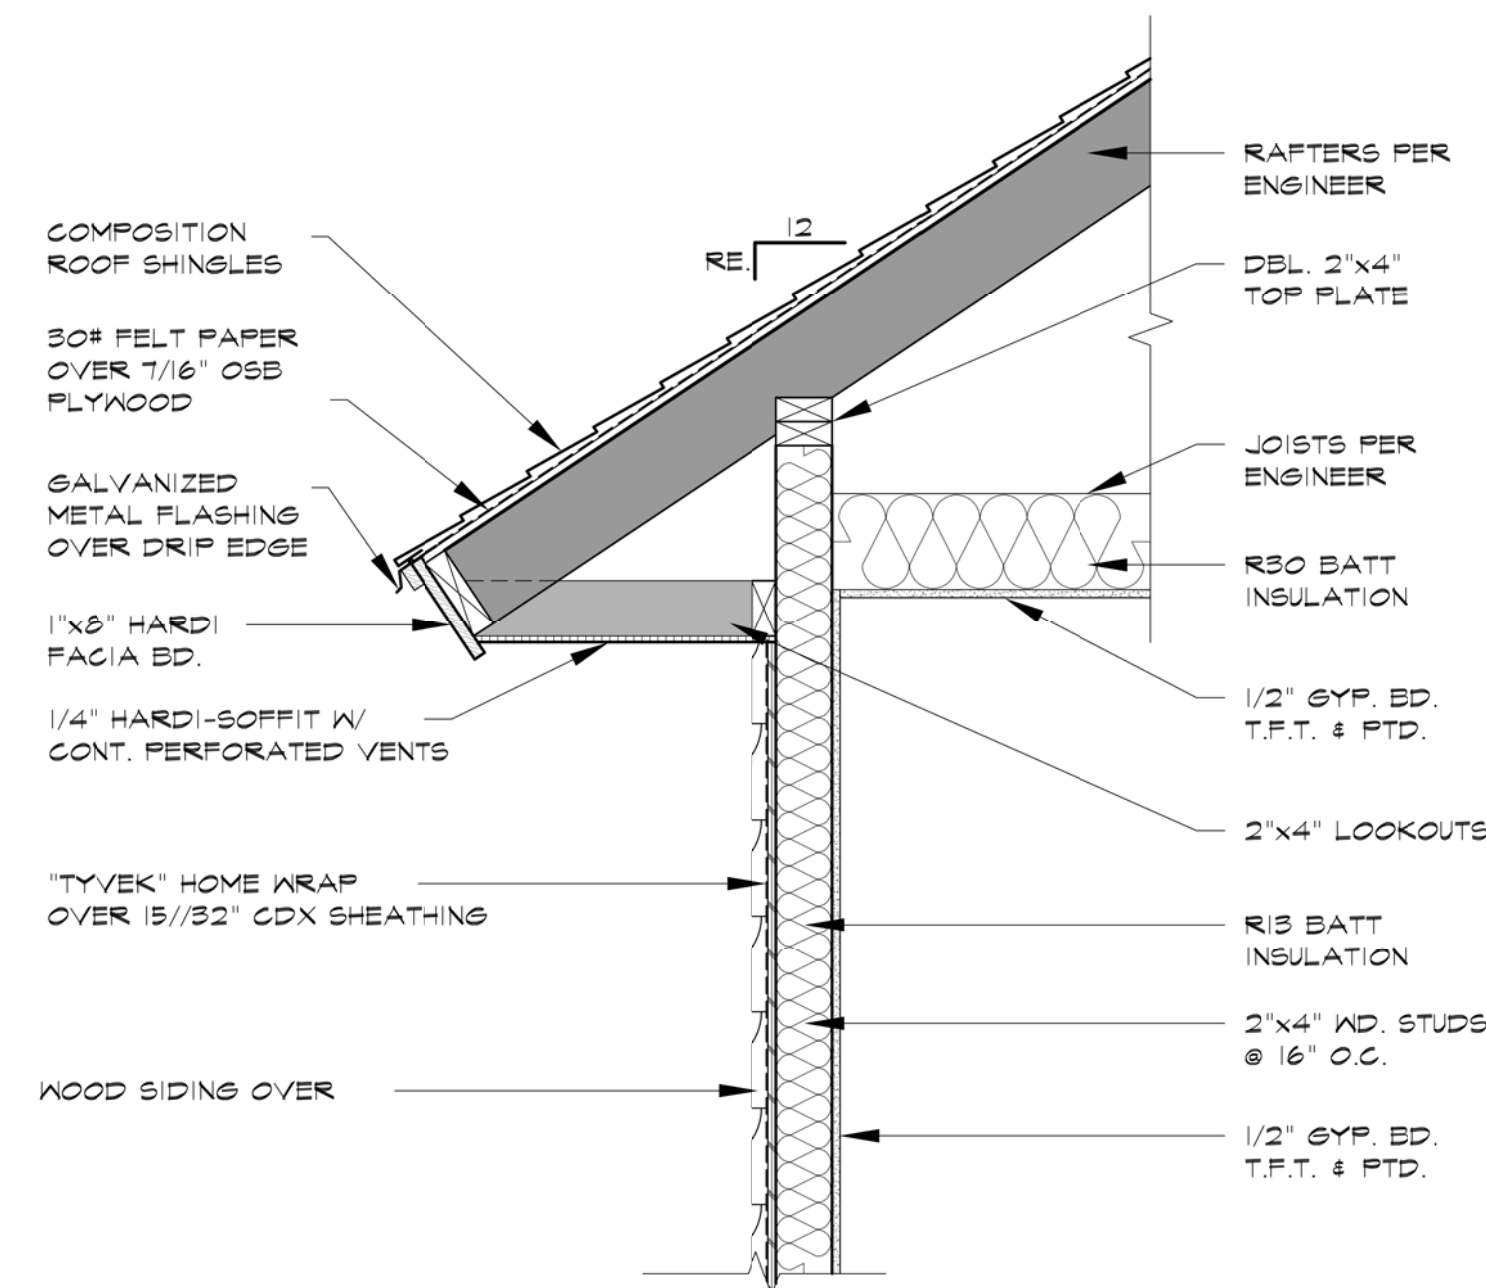 COMPOSITION
ROOF SHINGLES
30# FELT PAPER
OVER 7/16" OSB
PLYWOOD
GALVANIZED
METAL FLASHING
OVER DRIP EDGE
1"x8" HARDI
FACIA BD.
1/4" HARDI-SOFFIT W/
CONT. PERFORATED VENTS
"TYVEK" HOME WRAP
OVER 15//32" CDX SHEATHING
WOOD SIDING OVER
12
RE.
RAFTERS PER
ENGINEER
DBL. 2"x4"
TOP PLATE
JOISTS PER
ENGINEER
R30 BATT
INSULATION
1/2" GYP. BD.
T.F.T. & PTD.
2"x4" LOOKOUTS
R13 BATT
INSULATION
2"x4" WD. STUDS
@ 16" O.C.
1/2" GYP. BD.
T.F.T. & PTD.